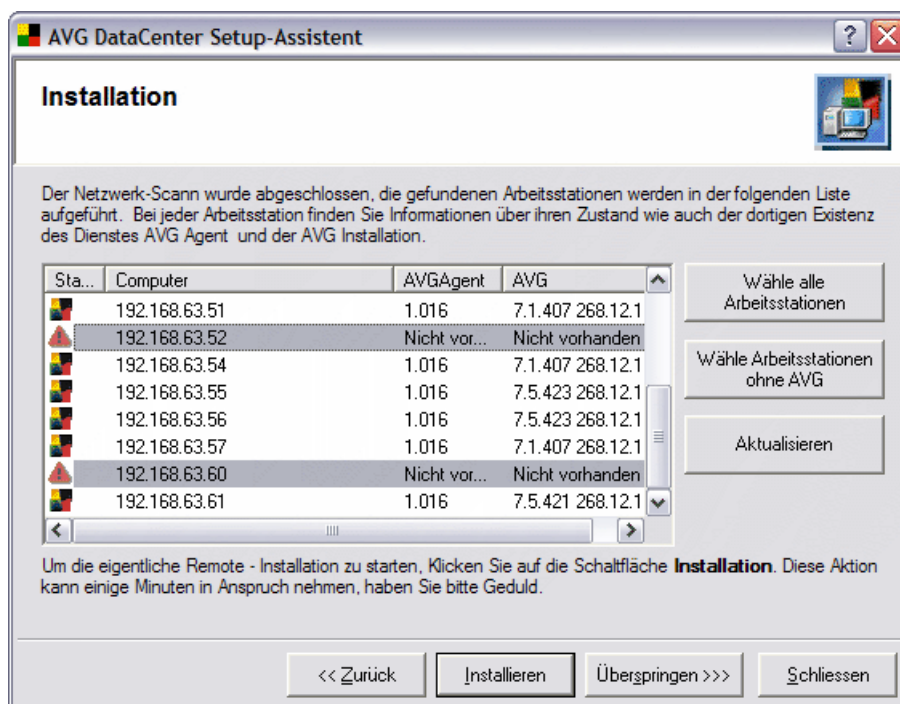 AVG DataCenter Setup-Assistent
Installation
Der Netzwerk-Scann wurde abgeschlossen, die gefundenen Arbeitsstationen werden in der folgenden Liste
aufgeführt. Bei jeder Arbeitsstation finden Sie Informationen über ihren Zustand wie auch der dortigen Existenz
des Dienstes AVG Agent und der AVG Installation.
Sta... Computer AVGAgent AVG
192.168.63.51 1.016 7.1.407 268.12.1
192.168.63.52 Nicht vor... Nicht vorhanden
192.168.63.54 1.016 7.1.407 268.12.1
192.168.63.55 1.016 7.5.423 268.12.1
192.168.63.56 1.016 7.5.423 268.12.1
192.168.63.57 1.016 7.1.407 268.12.1
192.168.63.60 Nicht vor... Nicht vorhanden
192.168.63.61 1.016 7.5.421 268.12.1
Wähle alle
Arbeitsstationen
Wähle Arbeitsstationen
ohne AVG
Aktualisieren
Um die eigentliche Remote - Installation zu starten, Klicken Sie auf die Schaltfläche Installation. Diese Aktion
kann einige Minuten in Anspruch nehmen, haben Sie bitte Geduld.
<< Zurück Installieren Überspringen >>> Schliessen